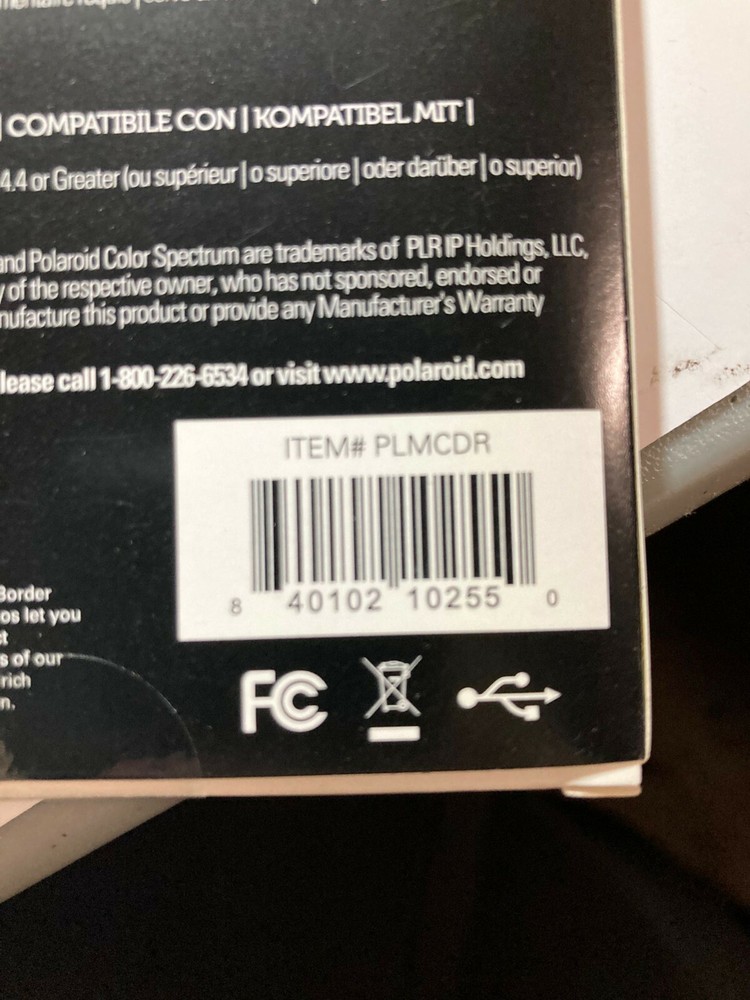 | COMPATIBILE CON | KOMPATIBEL MIT |
4.4 or Greater (ou supérieur | o superiore | oder darüber | o superior)
and Polaroid Color Spectrum are trademarks of PLR IP Holdings, LLC,
of the respective owner, who has not sponsored, endorsed or
nufacture this product or provide any Manufacturer's Warranty
lease call 1-800-226-6534 or visit www.polaroid.com
ITEM# PLMCDR
8 40102 10255 0
Border
os let you
t
s of our
rich
n.
FC